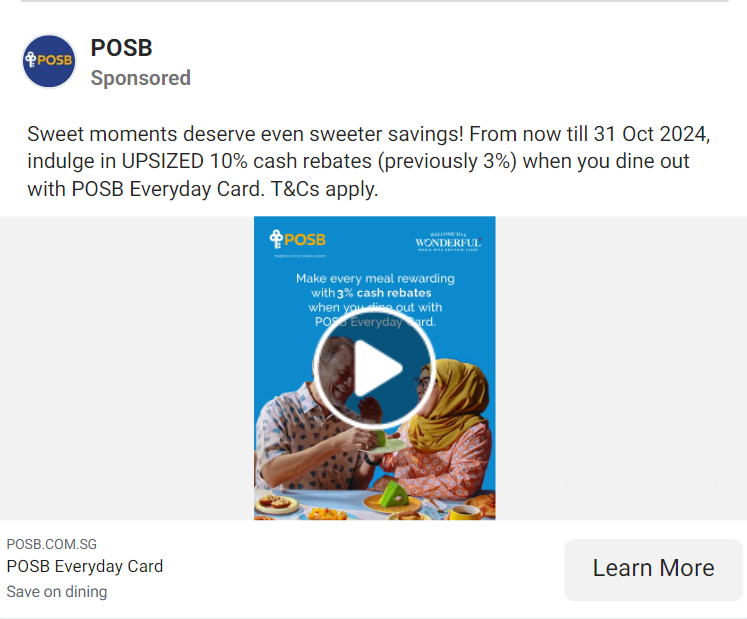 POSB
POSB
Sponsored
Sweet moments deserve even sweeter savings! From now till 31 Oct 2024,
indulge in UPSIZED 10% cash rebates (previously 3%) when you dine out
with POSB Everyday Card. T&Cs apply.
POSB
WELCOME TO A
WONDERFUL
Make every meal rewarding
with 3% cash rebates
when you dine out with
POSB Everyday Card.
POSB.COM.SG
POSB Everyday Card
Save on dining
Learn More